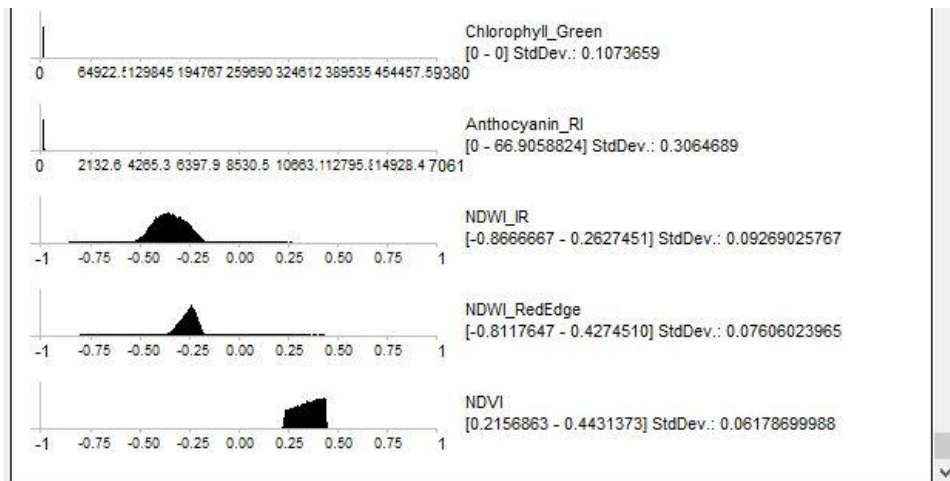 Chlorophyll_Green
[0 - 0] StdDev.: 0.1073659
0 64922.5129845 194767 259690 324612 389535 454457.59380
Anthocyanin_RI
[0 - 66.9058824] StdDev.: 0.3064689
0 2132.6 4265.3 6397.9 8530.5 10663.112795.814928.4 7061
NDWI_IR
[-0.8666667 - 0.2627451] StdDev.: 0.09269025767
-1 -0.75 -0.50 -0.25 0.00 0.25 0.50 0.75 1
NDWI_RedEdge
[-0.8117647 - 0.4274510] StdDev.: 0.07606023965
-1 -0.75 -0.50 -0.25 0.00 0.25 0.50 0.75 1
NDVI
[0.2156863 - 0.4431373] StdDev.: 0.06178699988
-1 -0.75 -0.50 -0.25 0.00 0.25 0.50 0.75 1